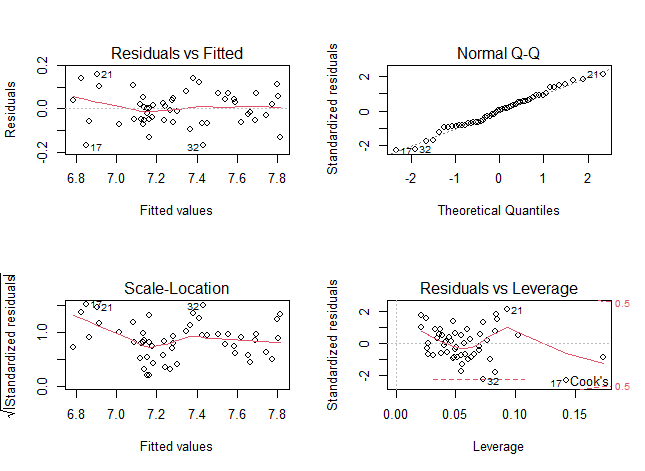 Residuals vs Fitted
Residuals
0.2
0.0
-0.2
21
17
32
6.8 7.0 7.2 7.4 7.6 7.8
Fitted values
Normal Q-Q
Standardized residuals
2
0
-2
21
17
32
-2 -1 0 1 2
Theoretical Quantiles
Scale-Location
√|Standardized residuals|
1.0
0.0
17
21
32
6.8 7.0 7.2 7.4 7.6 7.8
Fitted values
Residuals vs Leverage
Standardized residuals
2
0
-2
21
32
17
Cook's
0.5
0.5
0.00 0.05 0.10 0.15
Leverage